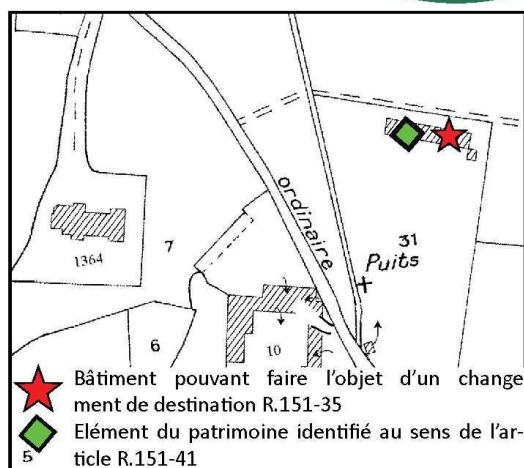 ordinaire
31
Puits
7
1364
6
10
Bâtiment pouvant faire l'objet d'un change
ment de destination R.151-35
Elément du patrimoine identifié au sens de l'ar-
5 ticle R.151-41